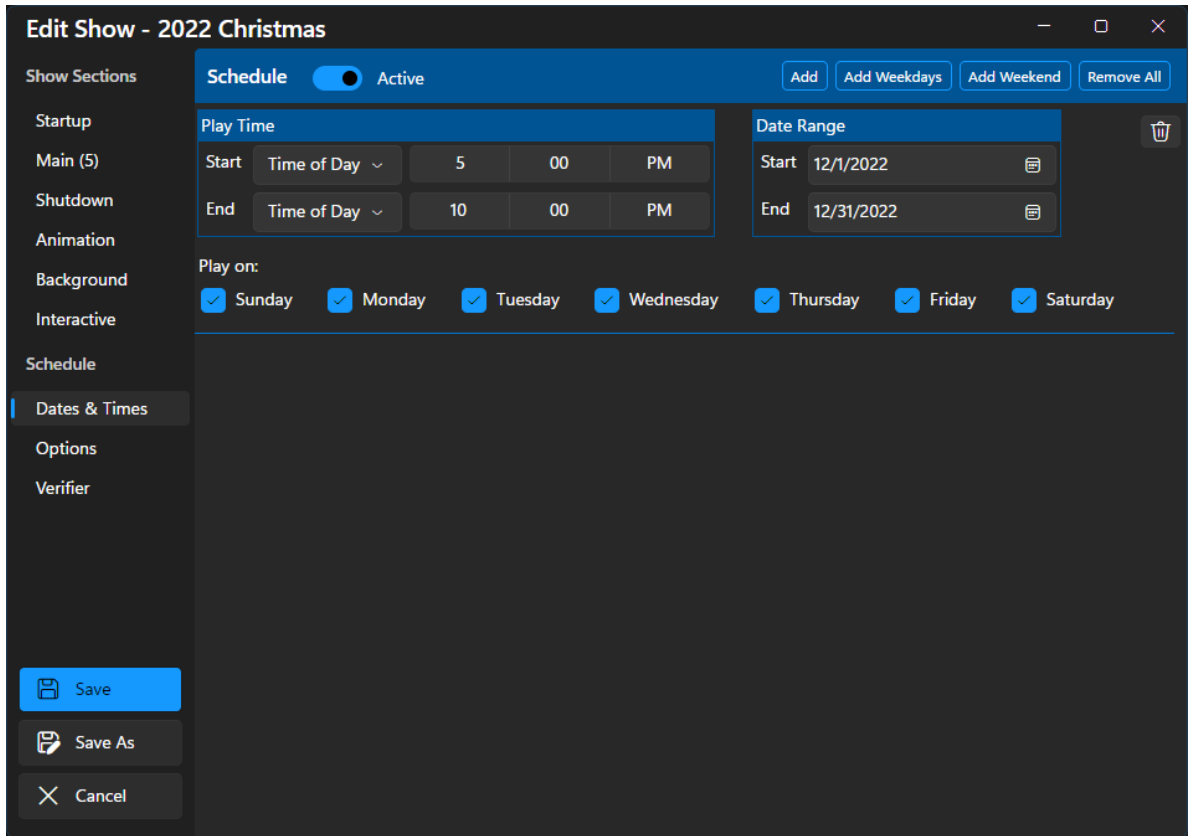 Edit Show - 2022 Christmas
Show Sections
Startup
Main (5)
Shutdown
Animation
Background
Interactive
Schedule
Dates & Times
Options
Verifier
Save
Save As
Cancel
Schedule Active Add Add Weekdays Add Weekend Remove All
Play Time
Start Time of Day 5 00 PM
End Time of Day 10 00 PM
Date Range
Start 12/1/2022
End 12/31/2022
Play on:
Sunday Monday Tuesday Wednesday Thursday Friday Saturday